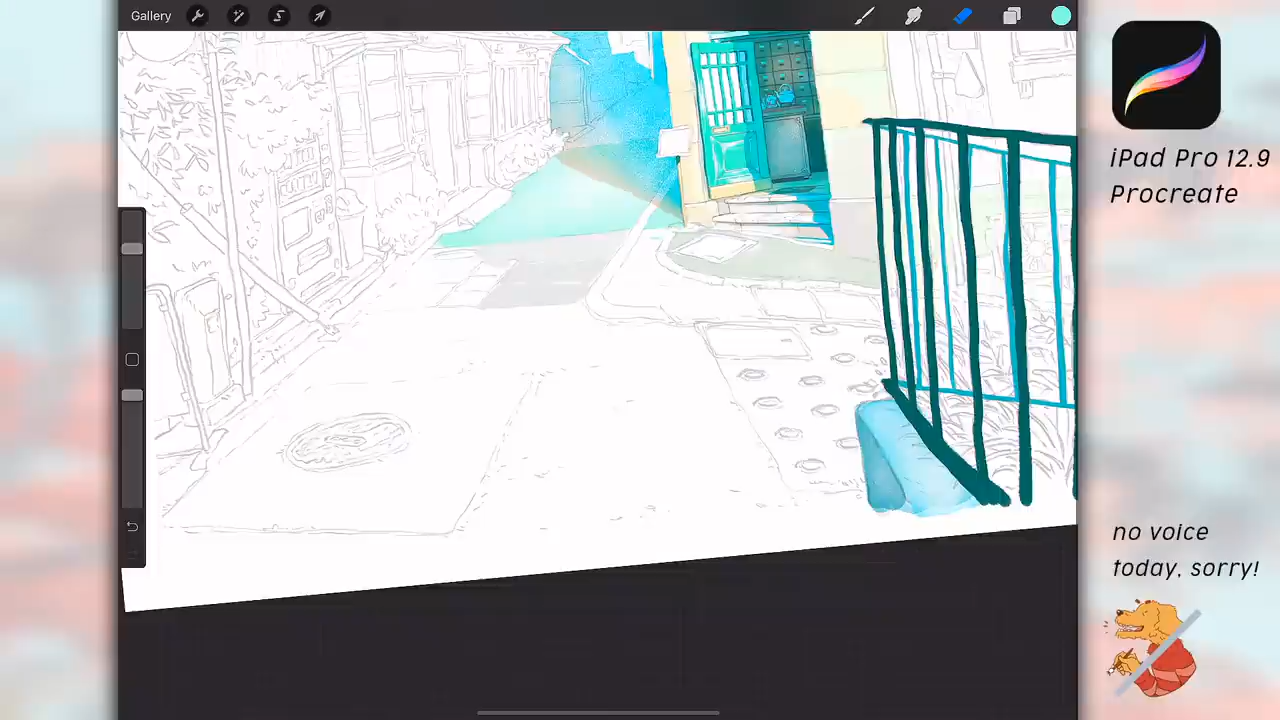 Gallery
iPad Pro 12.9
Procreate
no voice
today, sorry!